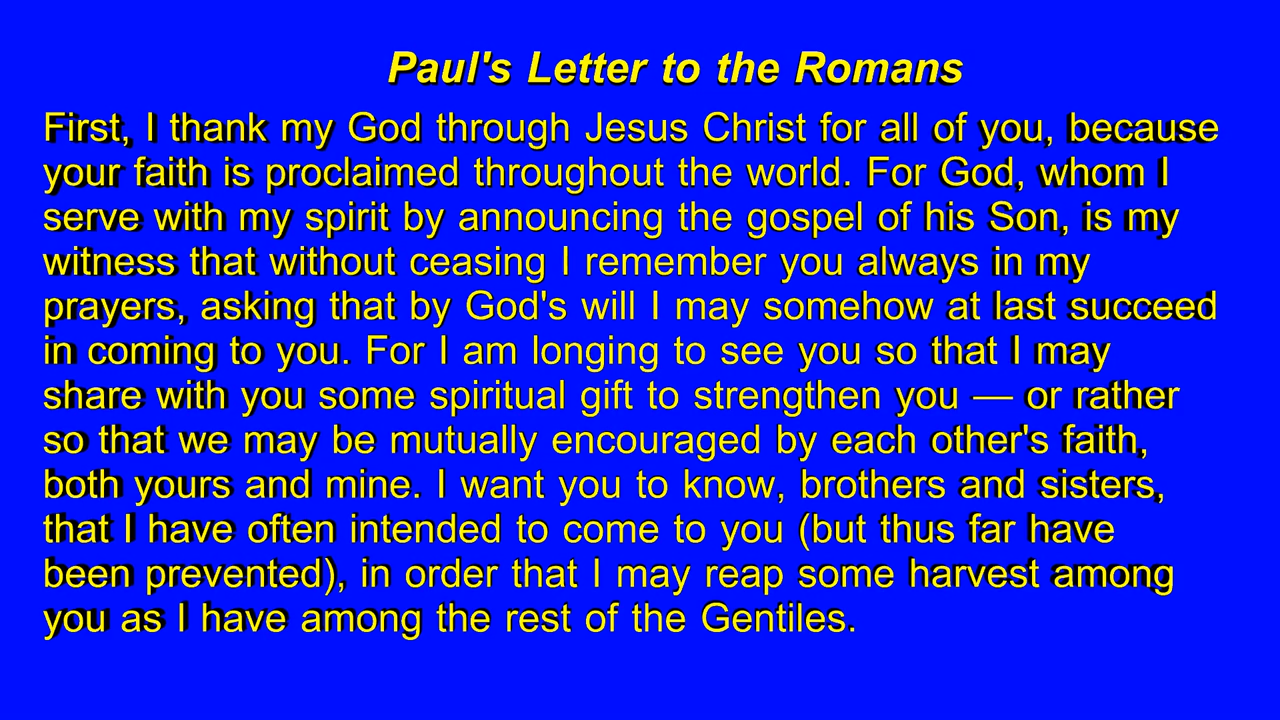 Paul's Letter to the Romans
First, I thank my God through Jesus Christ for all of you, because
your faith is proclaimed throughout the world. For God, whom I
serve with my spirit by announcing the gospel of his Son, is my
witness that without ceasing I remember you always in my
prayers, asking that by God's will I may somehow at last succeed
in coming to you. For I am longing to see you so that I may
share with you some spiritual gift to strengthen you — or rather
so that we may be mutually encouraged by each other's faith,
both yours and mine. I want you to know, brothers and sisters,
that I have often intended to come to you (but thus far have
been prevented), in order that I may reap some harvest among
you as I have among the rest of the Gentiles.